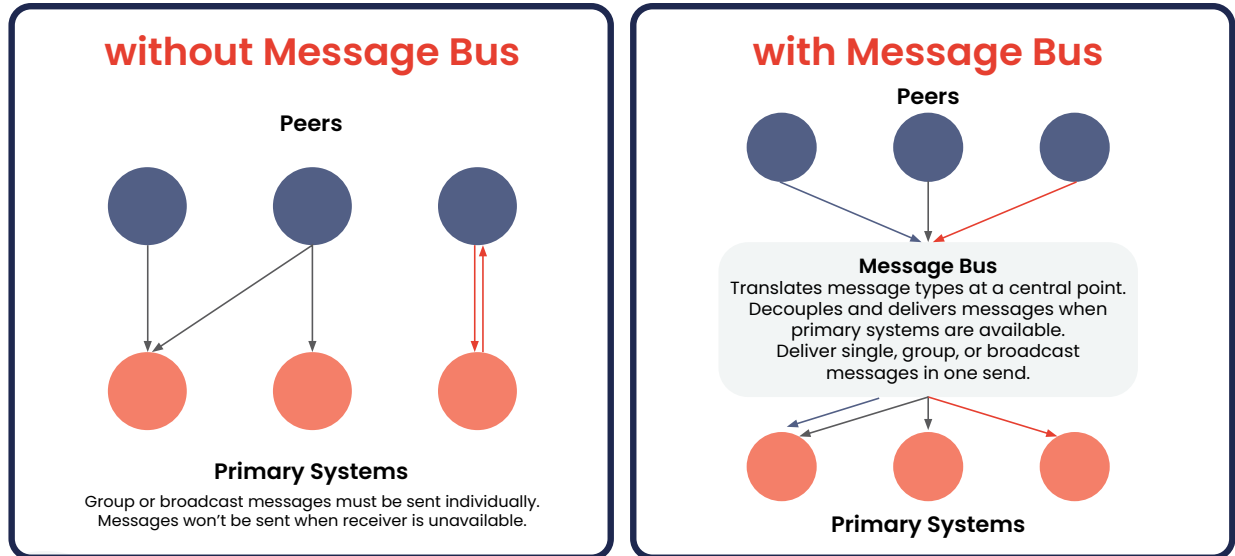 without Message Bus
Peers
Primary Systems
Group or broadcast messages must be sent individually.
Messages won’t be sent when receiver is unavailable.
with Message Bus
Peers
Message Bus
Translates message types at a central point.
Decouples and delivers messages when
primary systems are available.
Deliver single, group, or broadcast
messages in one send.
Primary Systems